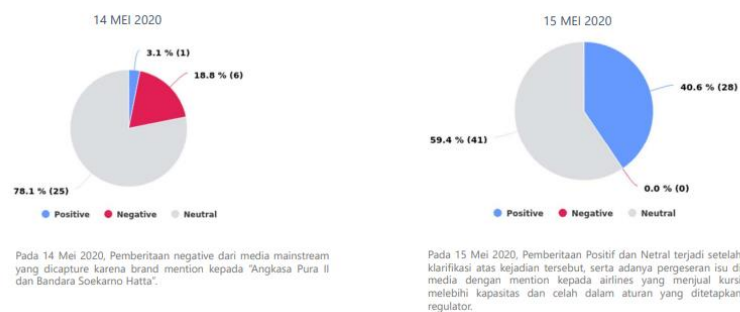 14 MEI 2020
3.1 % (1)
18.8 % (6)
78.1 % (25)
Positive Negative Neutral
Pada 14 Mei 2020, Pemberitaan negative dari media mainstream
yang dicapture karena brand mention kepada “Angkasa Pura II
dan Bandara Soekarno Hatta”.
15 MEI 2020
40.6 % (28)
59.4 % (41)
0.0 % (0)
Positive Negative Neutral
Pada 15 Mei 2020, Pemberitaan Positif dan Netral terjadi setelah
klarifikasi atas kejadian tersebut, serta adanya pergeseran isu di
media dengan mention kepada airlines yang menjual kursi
melebihi kapasitas dan celah dalam aturan yang ditetapkan
regulator.